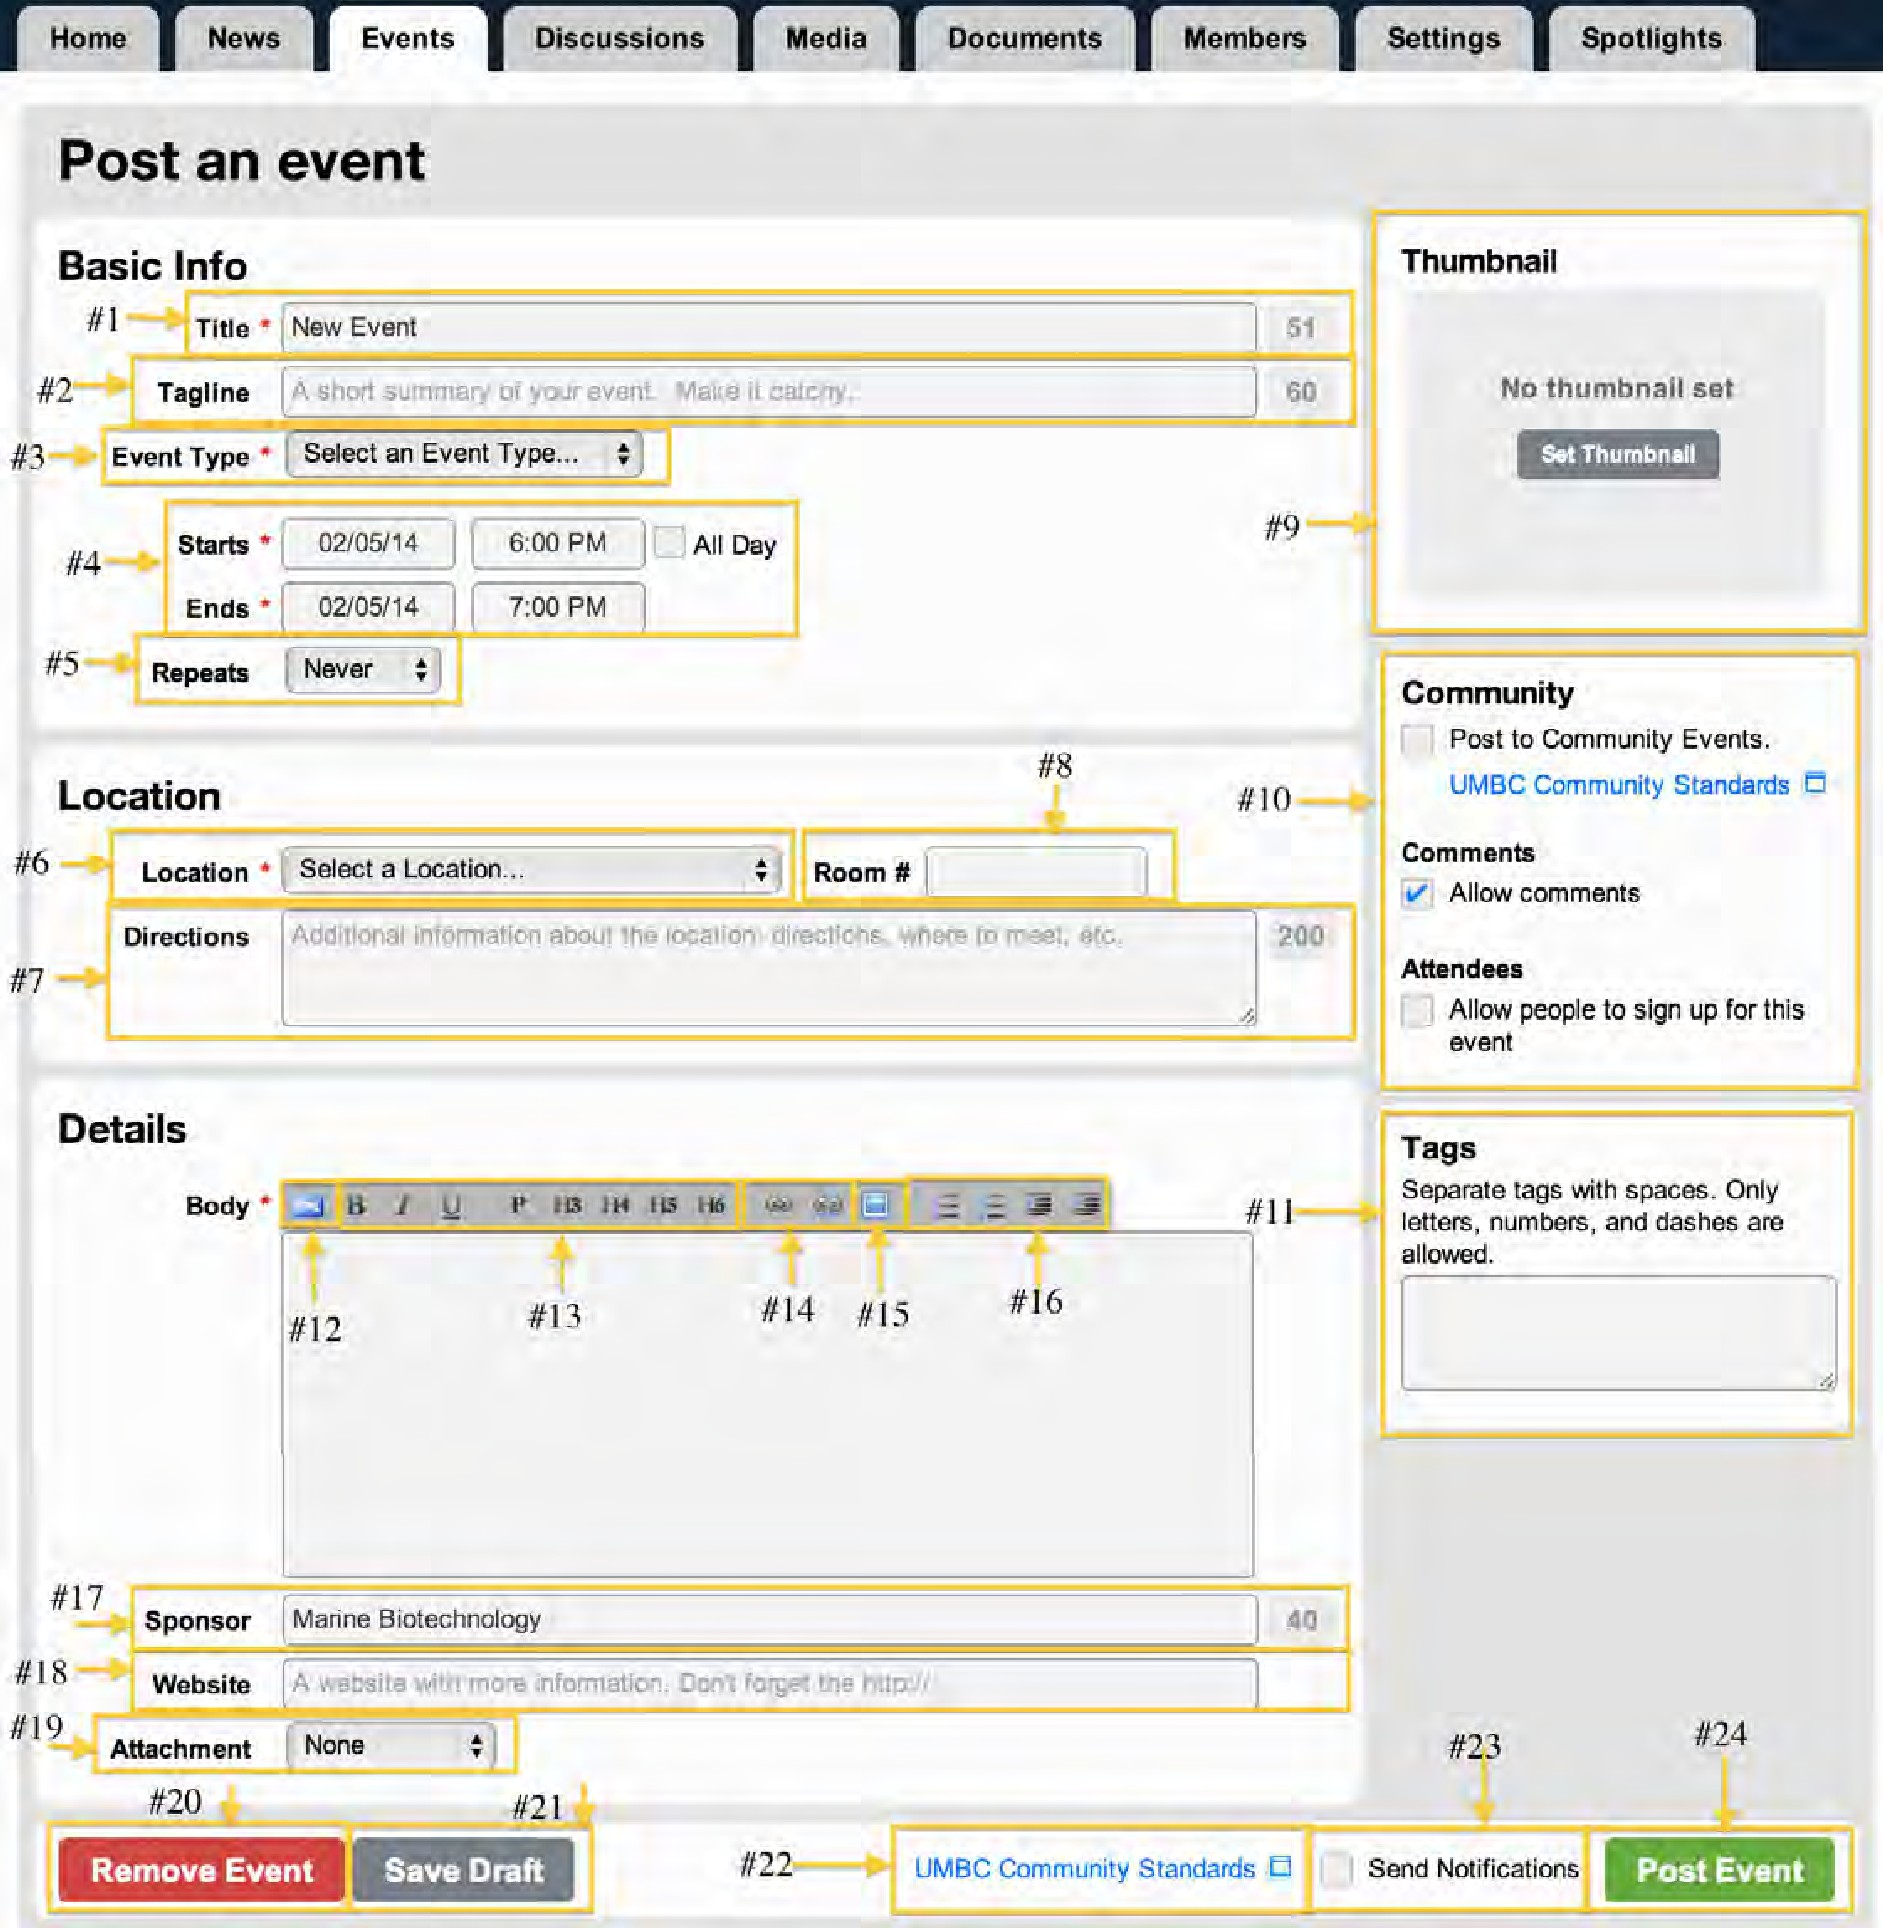 Home News Events Discussions Media Documents Members Settings Spotlights
Post an event
Basic Info
#1 Title * New Event 51
#2 Tagline A short summary of your event. Make it catchy. 60
#3 Event Type * Select an Event Type...
#4 Starts * 02/05/14 6:00 PM All Day
Ends * 02/05/14 7:00 PM
#5 Repeats Never
Thumbnail
No thumbnail set
Set Thumbnail
#9
Location
#8
#6 Location * Select a Location... Room #
#7 Directions Additional information about the location: directions, where to meet, etc. 200
Community
Post to Community Events.
#10 UMBC Community Standards
Comments
Allow comments
Attendees
Allow people to sign up for this
event
Details
Body * B I U P H3 H4 H5 H6
#12 #13 #14 #15 #16
Tags
#11 Separate tags with spaces. Only
letters, numbers, and dashes are
allowed.
#17 Sponsor Marine Biotechnology 40
#18 Website A website with more information. Don't forget the http://
#19 Attachment None
#20 #21 #23 #24
Remove Event Save Draft #22 UMBC Community Standards Send Notifications Post Event